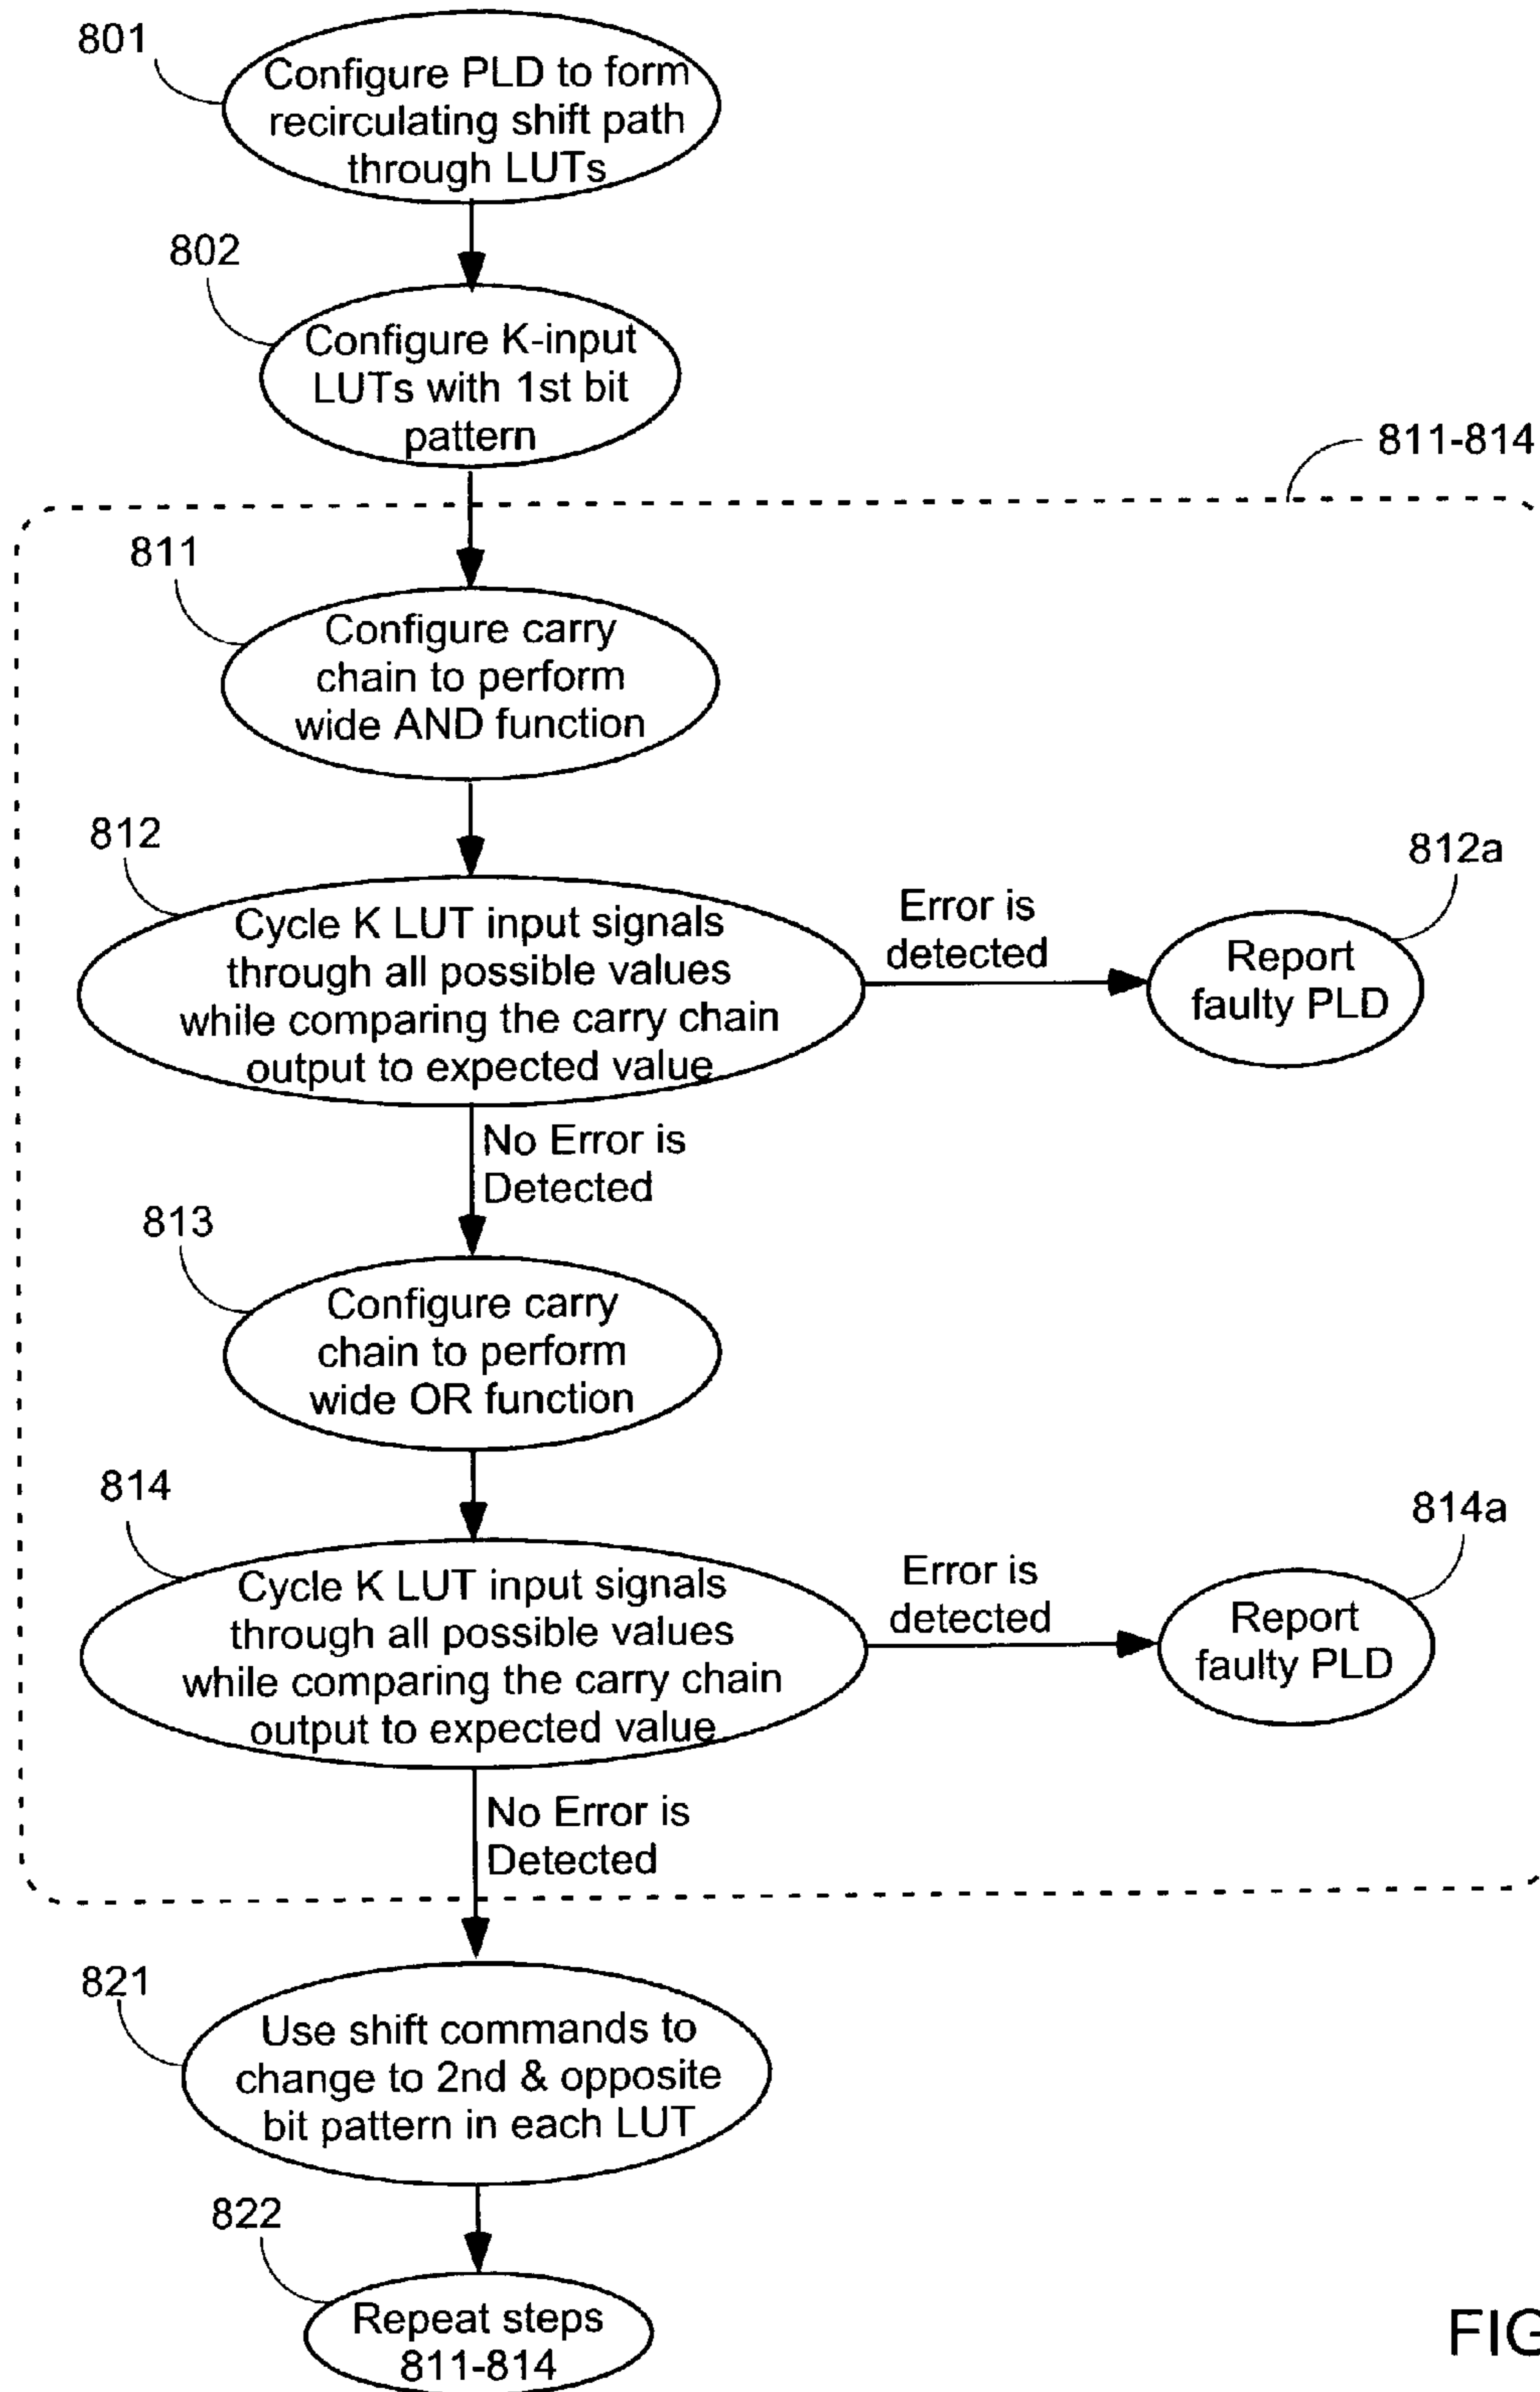 801
Configure PLD to form
recirculating shift path
through LUTs
802
Configure K-input
LUTs with 1st bit
pattern
811-814
811
Configure carry
chain to perform
wide AND function
812
Cycle K LUT input signals
through all possible values
while comparing the carry chain
output to expected value
Error is
detected
812a
Report
faulty PLD
No Error is
Detected
813
Configure carry
chain to perform
wide OR function
814
Cycle K LUT input signals
through all possible values
while comparing the carry chain
output to expected value
Error is
detected
814a
Report
faulty PLD
No Error is
Detected
821
Use shift commands to
change to 2nd & opposite
bit pattern in each LUT
822
Repeat steps
811-814
FIG